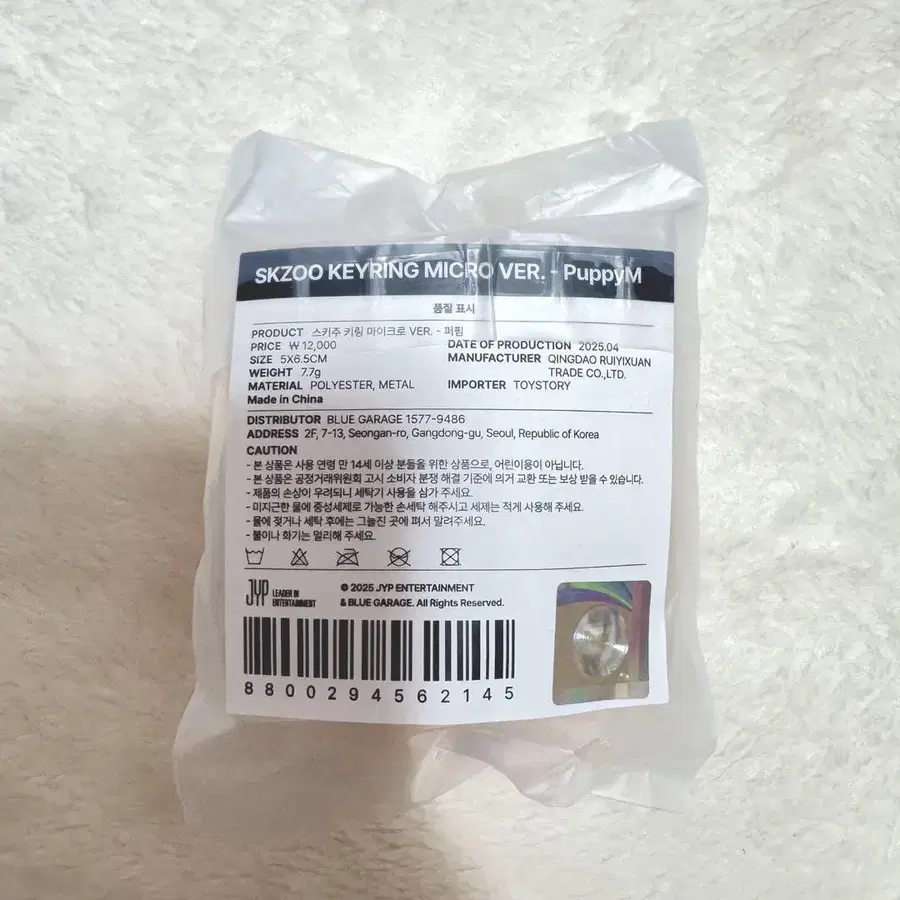 SKZOO KEYRING MICRO VER. - PuppyM
품질 표시
PRODUCT 스키주 키링 마이크로 VER. - 퍼핌
PRICE ₩ 12,000
SIZE 5X6.5CM
WEIGHT 7.7g
MATERIAL POLYESTER, METAL
Made in China
DATE OF PRODUCTION 2025.04
MANUFACTURER QINGDAO RUIYIXUAN
TRADE CO.,LTD.
IMPORTER TOYSTORY
DISTRIBUTOR BLUE GARAGE 1577-9486
ADDRESS 2F, 7-13, Seongan-ro, Gangdong-gu, Seoul, Republic of Korea
CAUTION
- 본 상품은 사용 연령 만 14세 이상 분들을 위한 상품으로, 어린이용이 아닙니다.
- 본 상품은 공정거래위원회 고시 소비자 분쟁 해결 기준에 의거 교환 또는 보상 받을 수 있습니다.
- 제품의 손상이 우려되니 세탁기 사용을 삼가 주세요.
- 미지근한 물에 중성세제로 가능한 손세탁 해주시고 세제는 적게 사용해 주세요.
- 물에 젖거나 세탁 후에는 그늘진 곳에 펴서 말려주세요.
- 불이나 화기는 멀리해 주세요.
JYP LEADER IN
ENTERTAINMENT
© 2025 JYP ENTERTAINMENT
& BLUE GARAGE. All Rights Reserved.
8800294562145